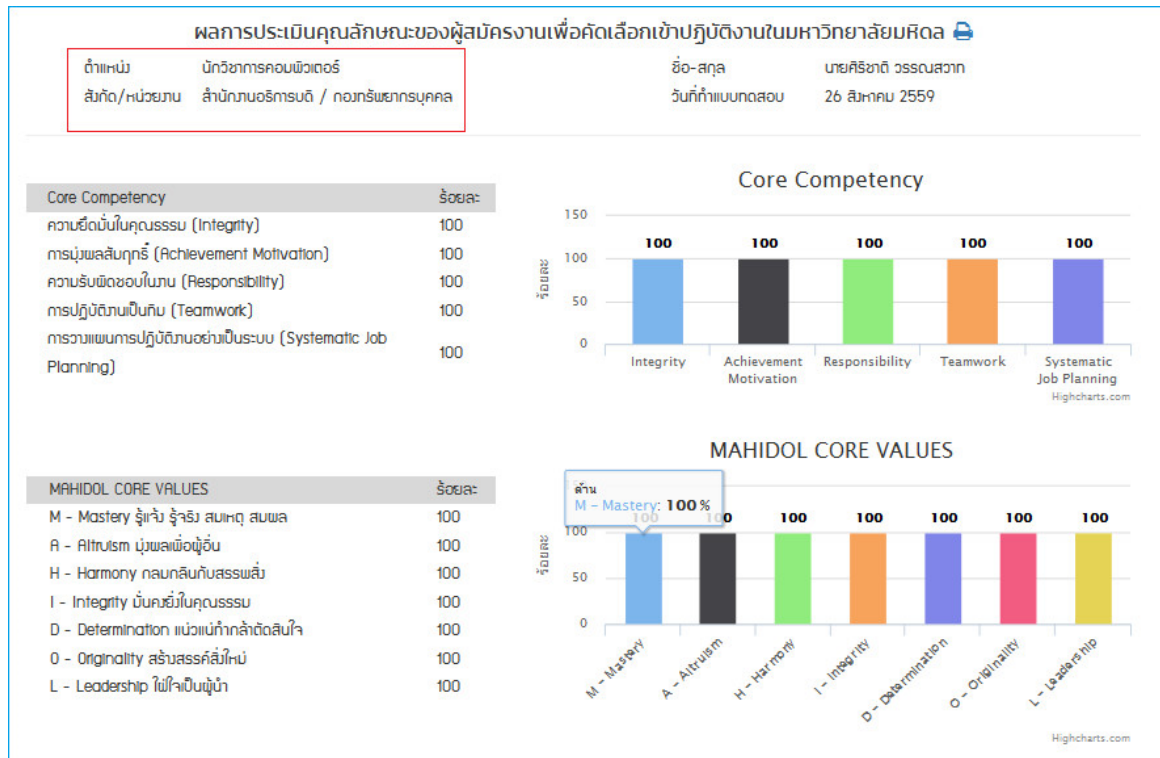 ผลการประเมินคุณลักษณะของผู้สมัครงานเพื่อคัดเลือกเข้าปฏิบัติงานในมหาวิทยาลัยมหิดล
ตำแหน่ง นักวิชาการคอมพิวเตอร์
สังกัด/หน่วยงาน สำนักงานอธิการบดี / กองทรัพยากรบุคคล
ชื่อ-สกุล นายศิริชาติ วรรณสวาท
วันที่ทำแบบทดสอบ 26 สิงหาคม 2559
Core Competency ร้อยละ
ความยึดมั่นในคุณธรรม (Integrity) 100
การมุ่งผลสัมฤทธิ์ (Achievement Motivation) 100
ความรับผิดชอบในงาน (Responsibility) 100
การปฏิบัติงานเป็นทีม (Teamwork) 100
การวางแผนการปฏิบัติงานอย่างเป็นระบบ (Systematic Job
Planning) 100
Core Competency
ร้อยละ
150
100
50
0
100 100 100 100 100
Integrity Achievement Motivation Responsibility Teamwork Systematic Job Planning
Highcharts.com
MAHIDOL CORE VALUES ร้อยละ
M - Mastery รู้แจ้ง รู้จริง สมเหตุ สมผล 100
A - Altruism มุ่งผลเพื่อผู้อื่น 100
H - Harmony กลมกลืนกับสรรพสิ่ง 100
I - Integrity มั่นคงยิ่งในคุณธรรม 100
D - Determination แน่วแน่ทำกล้าตัดสินใจ 100
O - Originality สร้างสรรค์สิ่งใหม่ 100
L - Leadership ใฝ่ใจเป็นผู้นำ 100
MAHIDOL CORE VALUES
ด้าน
M - Mastery: 100 %
ร้อยละ
100
50
0
100 100 100 100 100 100 100
M - Mastery A - Altruism H - Harmony I - Integrity D - Determination O - Originality L - Leadership
Highcharts.com